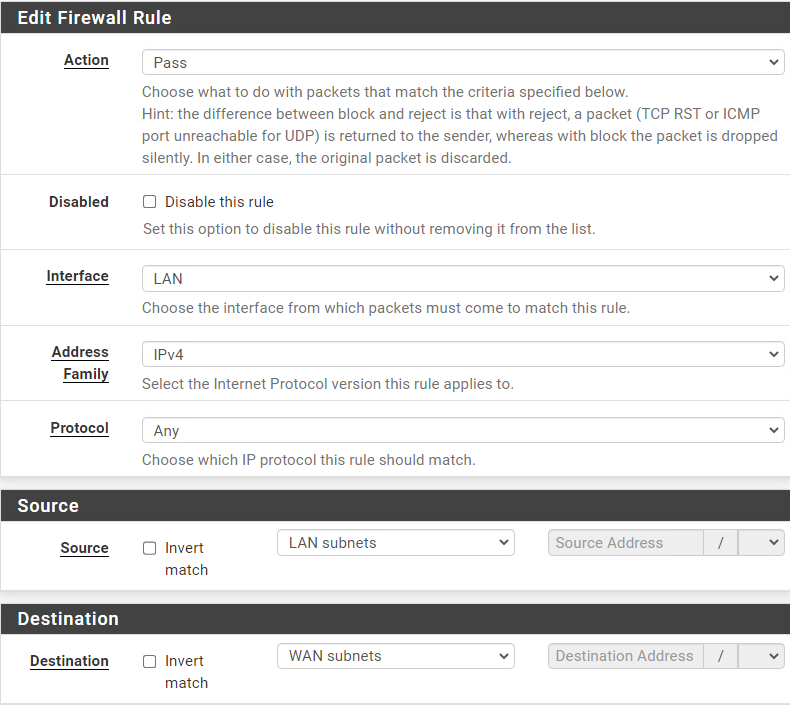 Edit Firewall Rule
Action
Pass
Choose what to do with packets that match the criteria specified below.
Hint: the difference between block and reject is that with reject, a packet (TCP RST or ICMP
port unreachable for UDP) is returned to the sender, whereas with block the packet is dropped
silently. In either case, the original packet is discarded.
Disabled
Disable this rule
Set this option to disable this rule without removing it from the list.
Interface
LAN
Choose the interface from which packets must come to match this rule.
Address
Family
IPv4
Select the Internet Protocol version this rule applies to.
Protocol
Any
Choose which IP protocol this rule should match.
Source
Source
Invert
match
LAN subnets
Source Address
/
Destination
Destination
Invert
match
WAN subnets
Destination Address
/